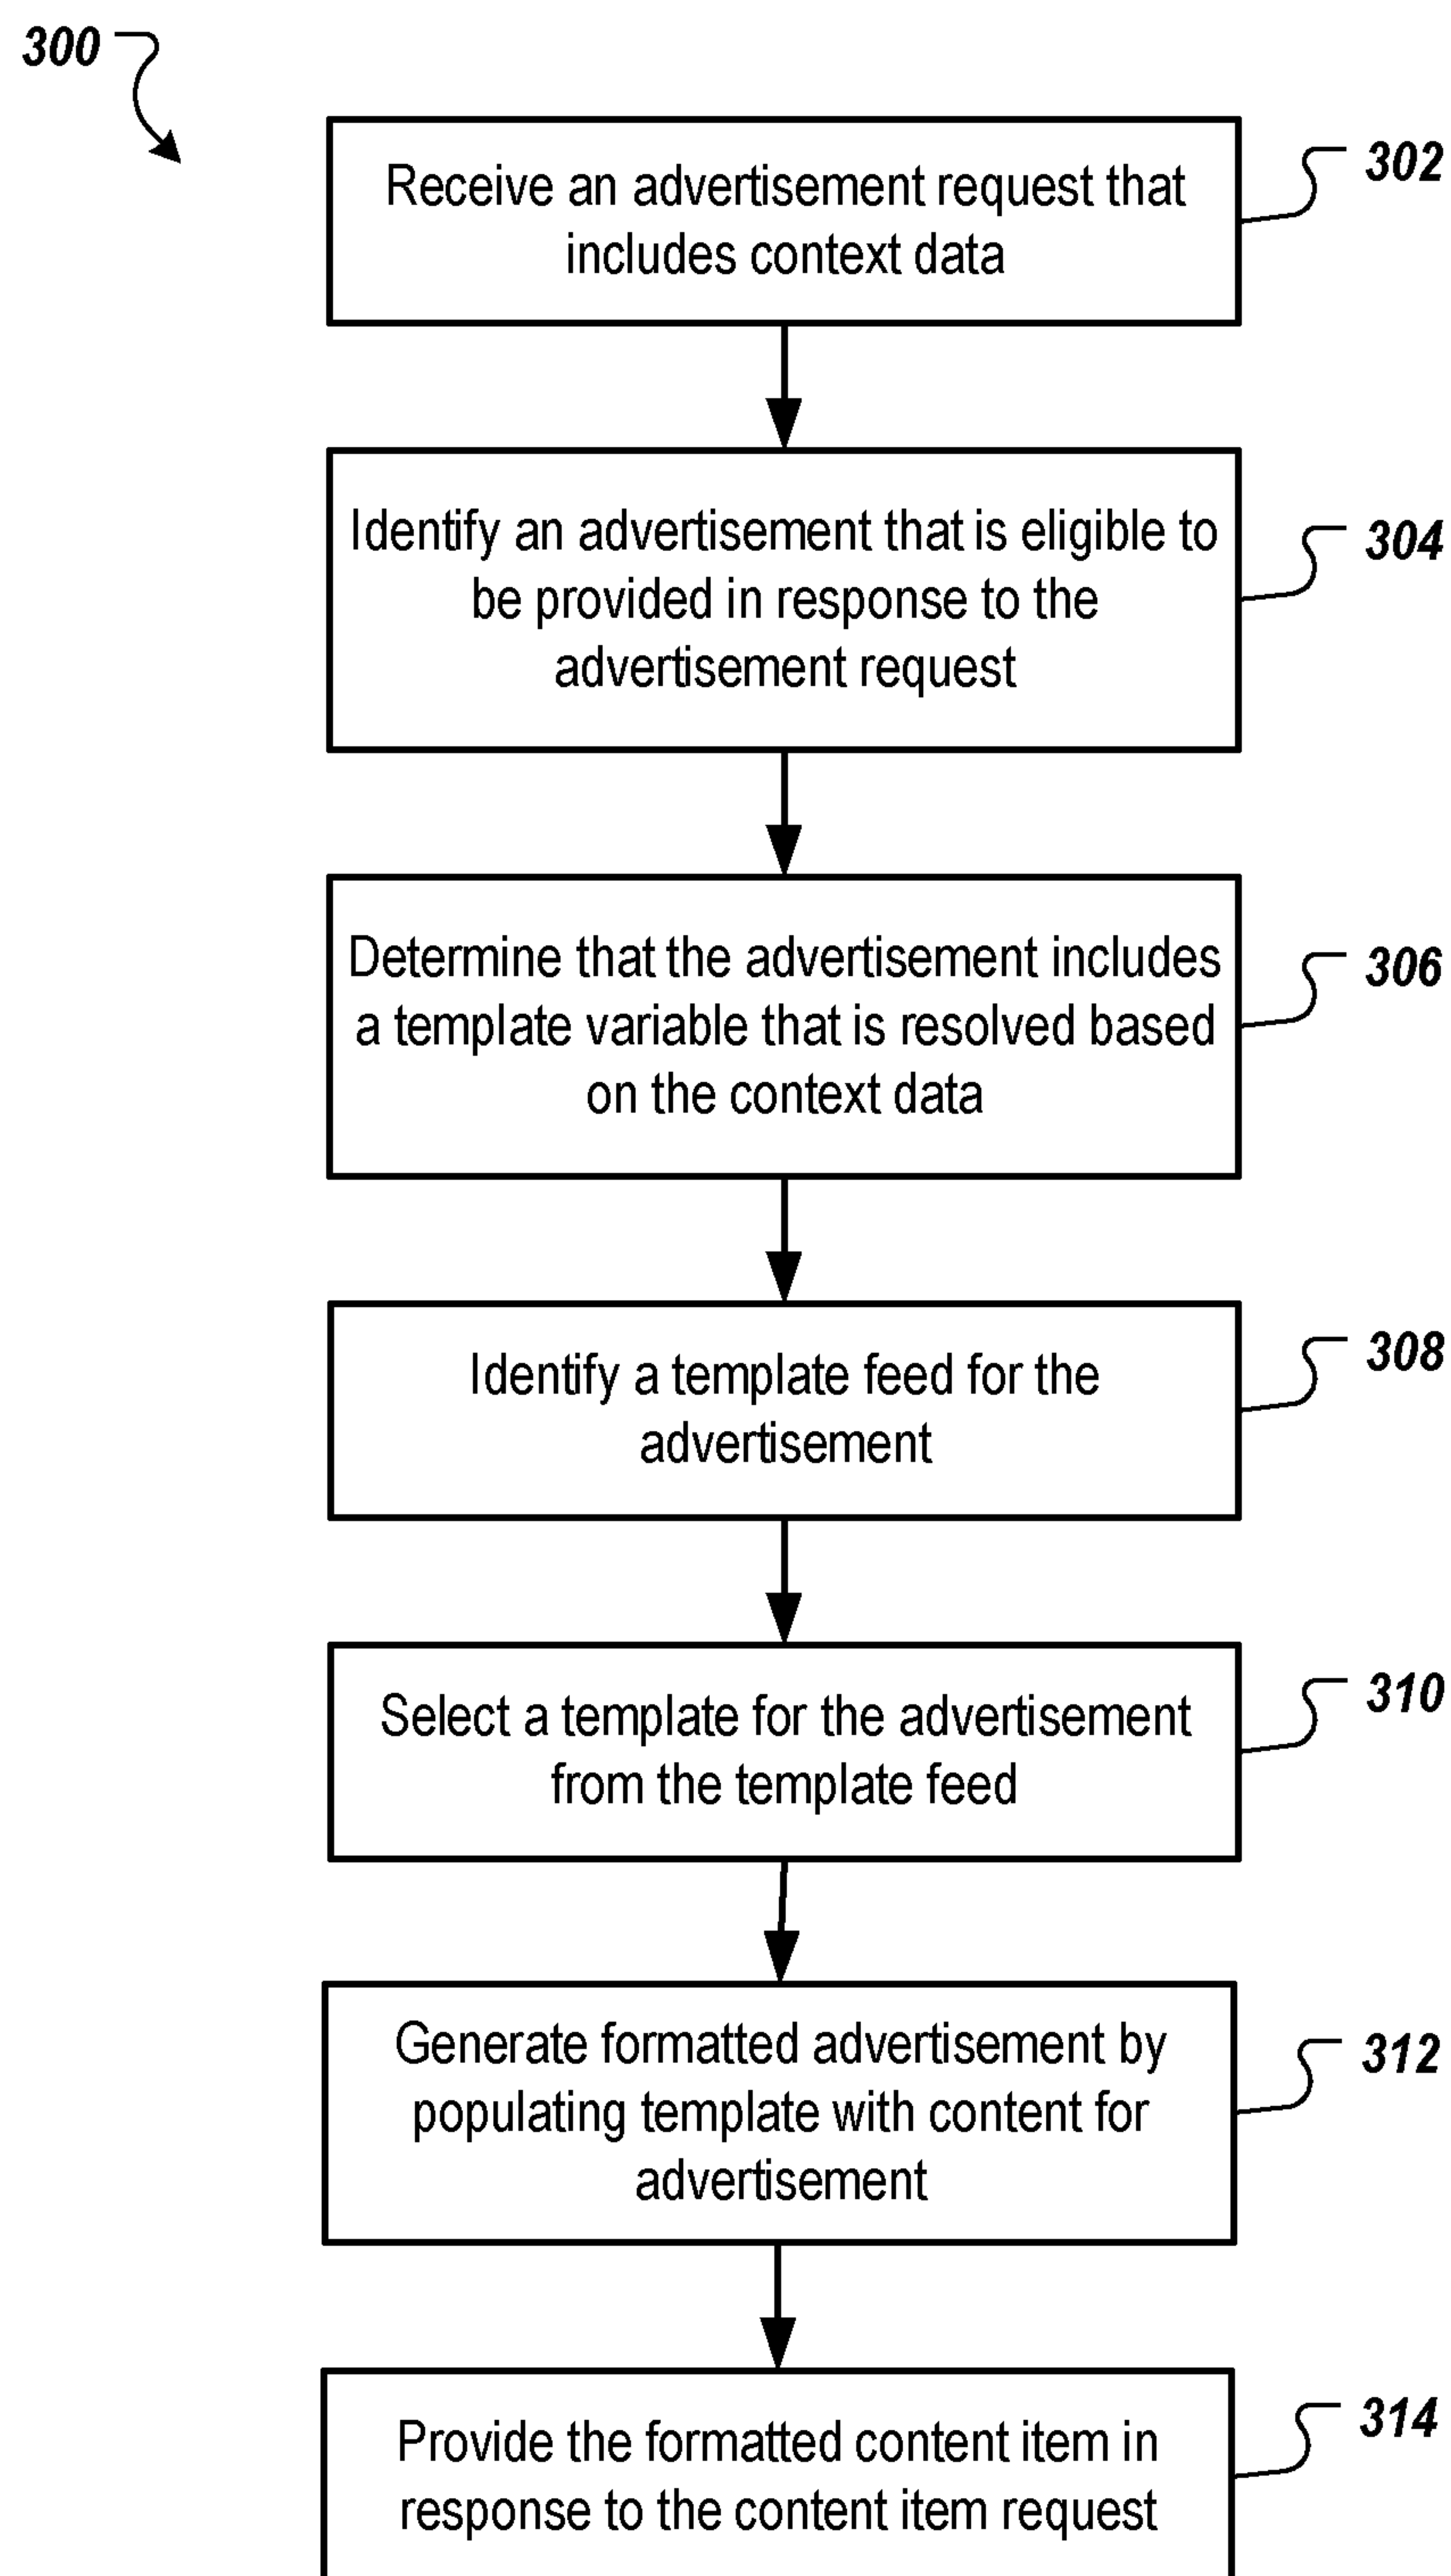 300
Receive an advertisement request that
includes context data
302
Identify an advertisement that is eligible to
be provided in response to the
advertisement request
304
Determine that the advertisement includes
a template variable that is resolved based
on the context data
306
Identify a template feed for the
advertisement
308
Select a template for the advertisement
from the template feed
310
Generate formatted advertisement by
populating template with content for
advertisement
312
Provide the formatted content item in
response to the content item request
314